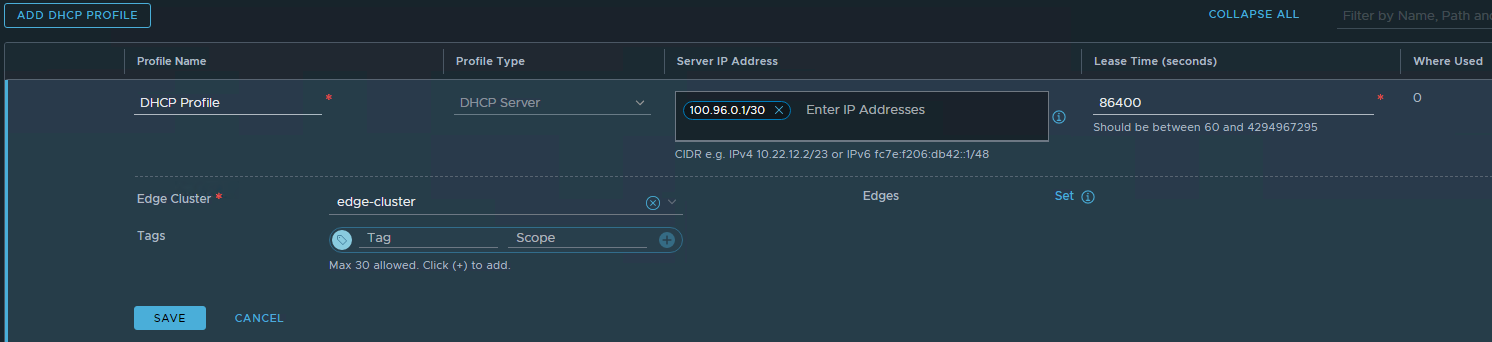 ADD DHCP PROFILE
COLLAPSE ALL
Filter by Name, Path and
Profile Name Profile Type Server IP Address Lease Time (seconds) Where Used
DHCP Profile * DHCP Server 100.96.0.1/30 Enter IP Addresses 86400 * 0
Should be between 60 and 4294967295
CIDR e.g. IPv4 10.22.12.2/23 or IPv6 fc7e:f206:db42::1/48
Edge Cluster * edge-cluster Edges Set
Tags Tag Scope
Max 30 allowed. Click (+) to add.
SAVE CANCEL